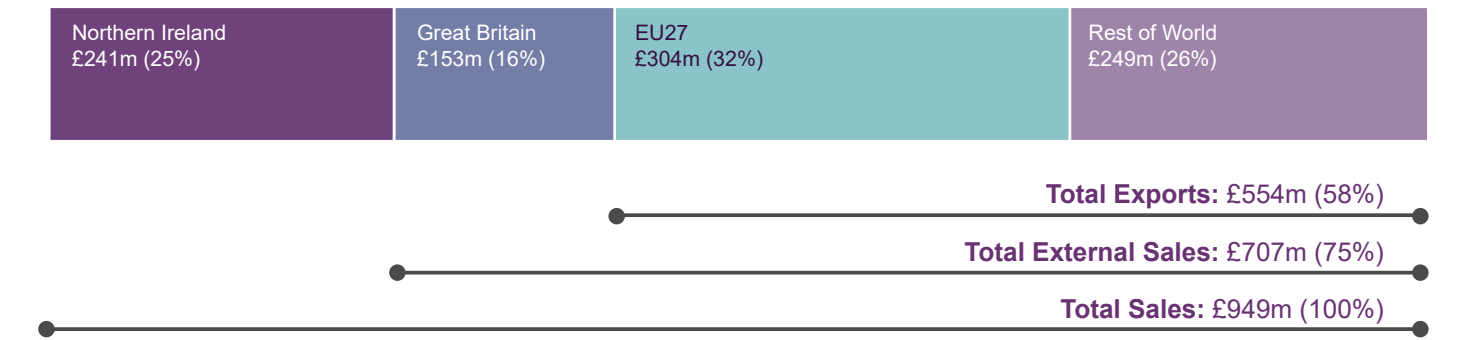 Northern Ireland
£241m (25%)
Great Britain
£153m (16%)
EU27
£304m (32%)
Rest of World
£249m (26%)
Total Exports: £554m (58%)
Total External Sales: £707m (75%)
Total Sales: £949m (100%)